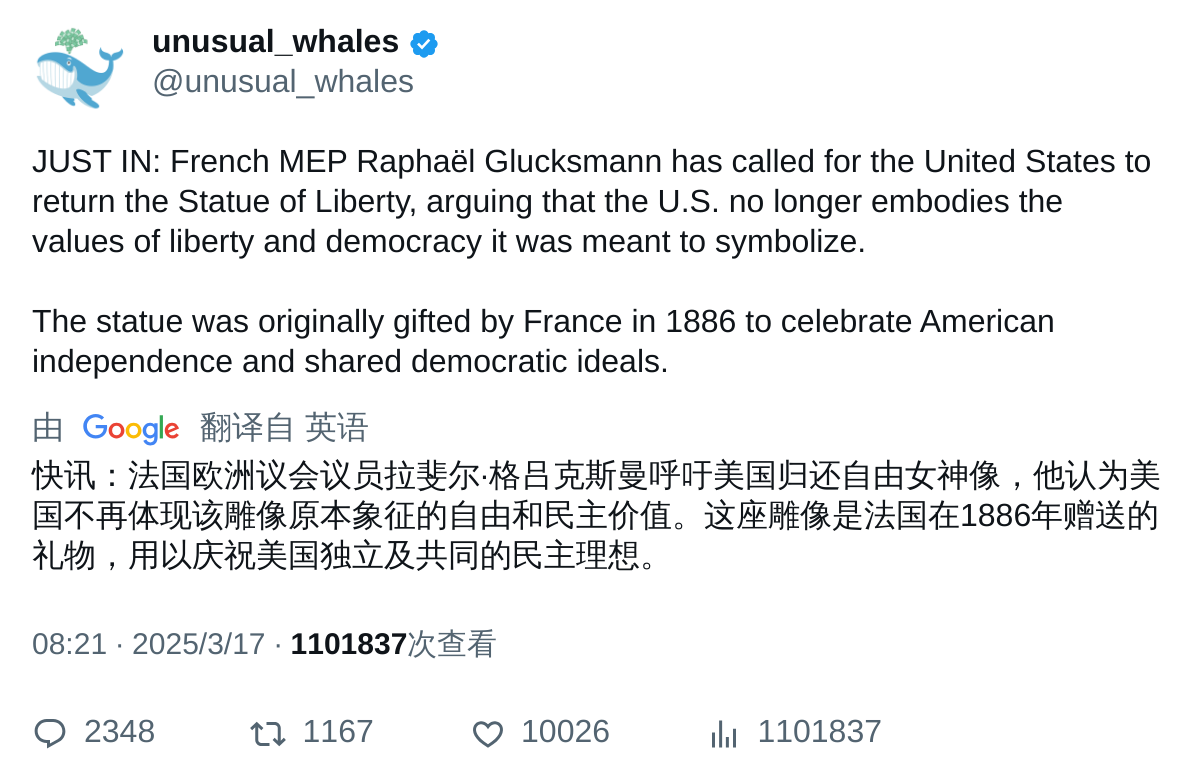 unusual_whales
@unusual_whales
JUST IN: French MEP Raphaël Glucksmann has called for the United States to
return the Statue of Liberty, arguing that the U.S. no longer embodies the
values of liberty and democracy it was meant to symbolize.
The statue was originally gifted by France in 1886 to celebrate American
independence and shared democratic ideals.
由 Google 翻译自 英语
快讯：法国欧洲议会议员拉斐尔·格吕克斯曼呼吁美国归还自由女神像，他认为美
国不再体现该雕像原本象征的自由和民主价值。这座雕像是法国在1886年赠送的
礼物，用以庆祝美国独立及共同的民主理想。
08:21 · 2025/3/17 · 1101837次查看
2348 1167 10026 1101837